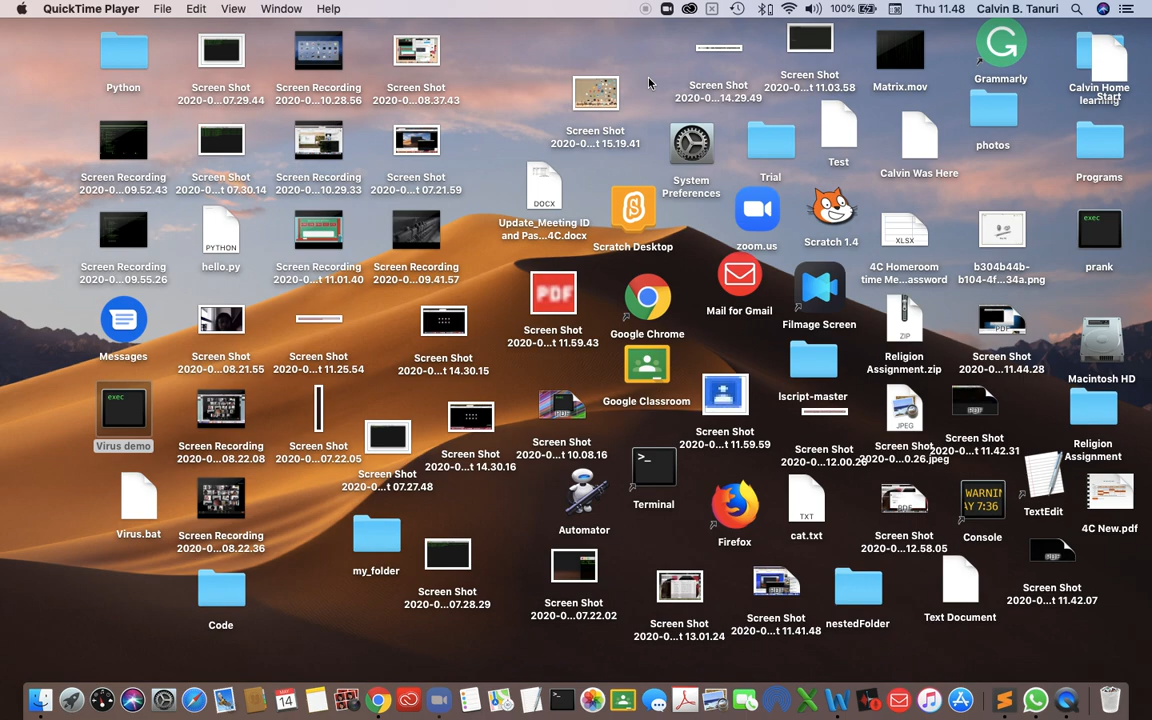 QuickTime Player File Edit View Window Help 100% Thu 11.48 Calvin B. Tanuri
Python
Screen Shot
2020-0...07.29.44
Screen Recording
2020-0...10.28.56
Screen Shot
2020-0...08.37.43
Screen Shot
2020-0...t 15.19.41
Screen Shot
2020-0...14.29.49
Screen Shot
2020-0...t 11.03.58
Matrix.mov
Grammarly
Calvin Home
learning
Start
Screen Recording
2020-0...09.52.43
Screen Shot
2020-0...t 07.30.14
Screen Recording
2020-0...10.29.33
Screen Shot
2020-0...t 07.21.59
System
Preferences
Trial
Test
Calvin Was Here
photos
Programs
Screen Recording
2020-0...09.55.26
PYTHON
hello.py
Screen Recording
2020-0...t 11.01.40
Screen Recording
2020-0...09.41.57
DOCX
Update_Meeting ID
and Pas...4C.docx
Scratch Desktop
zoom.us
Scratch 1.4
XLSX
4C Homeroom
time Me...assword
b304b44b-
b104-4f...34a.png
exec
prank
Messages
Screen Shot
2020-0...t 08.21.55
Screen Shot
2020-0...t 11.25.54
Screen Shot
2020-0...t 14.30.15
PDF
Screen Shot
2020-0...t 11.59.43
Google Chrome
Mail for Gmail
Filmage Screen
ZIP
Religion
Assignment.zip
PDF
Screen Shot
2020-0...t 11.44.28
Macintosh HD
exec
Virus demo
Screen Recording
2020-0...08.22.08
Screen Shot
2020-0...t 07.22.05
Screen Shot
2020-0...t 07.27.48
Screen Shot
2020-0...t 14.30.16
Screen Shot
2020-0...t 10.08.16
Google Classroom
Screen Shot
2020-0...t 11.59.59
lscript-master
Screen Shot
2020-0...12.00.26
JPEG
Screen Shot
2020-0...0.26.jpeg
Screen Shot
2020-0...t 11.42.31
Religion
Assignment
Virus.bat
Screen Recording
2020-0...08.22.36
my_folder
Screen Shot
2020-0...t 07.28.29
Automator
Terminal
Firefox
TXT
cat.txt
PDF
Screen Shot
2020-0...t 12.58.05
WARNIN
AY 7:36
Console
TextEdit
4C New.pdf
Code
Screen Shot
2020-0...t 07.22.02
Screen Shot
2020-0...t 13.01.24
Screen Shot
2020-0...t 11.41.48
nestedFolder
Text Document
Screen Shot
2020-0...t 11.42.07
MAY
14